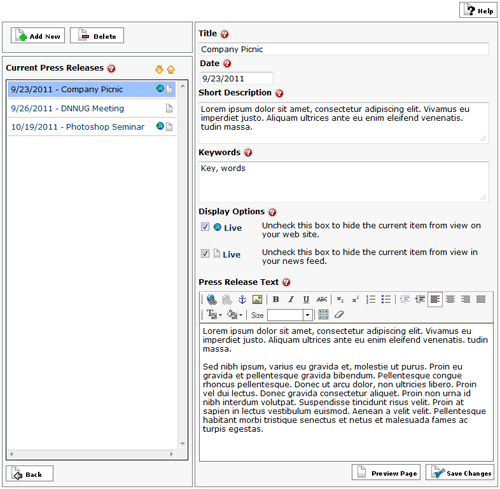 Help
Add New
Delete
Current Press Releases
9/23/2011 - Company Picnic
9/26/2011 - DNNUG Meeting
10/19/2011 - Photoshop Seminar
Back
Title
Company Picnic
Date
9/23/2011
Short Description
Lorem ipsum dolor sit amet, consectetur adipiscing elit. Vivamus eu
imperdiet justo. Aliquam ultrices ante eu enim eleifend venenatis.
tudin massa.
Keywords
Key, words
Display Options
Live
Uncheck this box to hide the current item from view on
your web site.
Live
Uncheck this box to hide the current item from view in
your news feed.
Press Release Text
B I U ABC x₂ x²
T Size
Lorem ipsum dolor sit amet, consectetur adipiscing elit. Vivamus eu
imperdiet justo. Aliquam ultrices ante eu enim eleifend venenatis. tudin
massa.
Sed nibh ipsum, varius eu gravida et, molestie ut purus. Proin eu
gravida et pellentesque gravida bibendum. Pellentesque congue
rhoncus pellentesque. Donec ut arcu dolor, non ultricies libero. Proin
vel dui lectus. Donec gravida consectetur aliquet. Proin non urna id
nibh interdum volutpat. Suspendisse tincidunt risus velit. Proin at
sapien in lectus vestibulum euismod. Aenean a velit velit. Pellentesque
habitant morbi tristique senectus et netus et malesuada fames ac
turpis egestas.
Preview Page
Save Changes